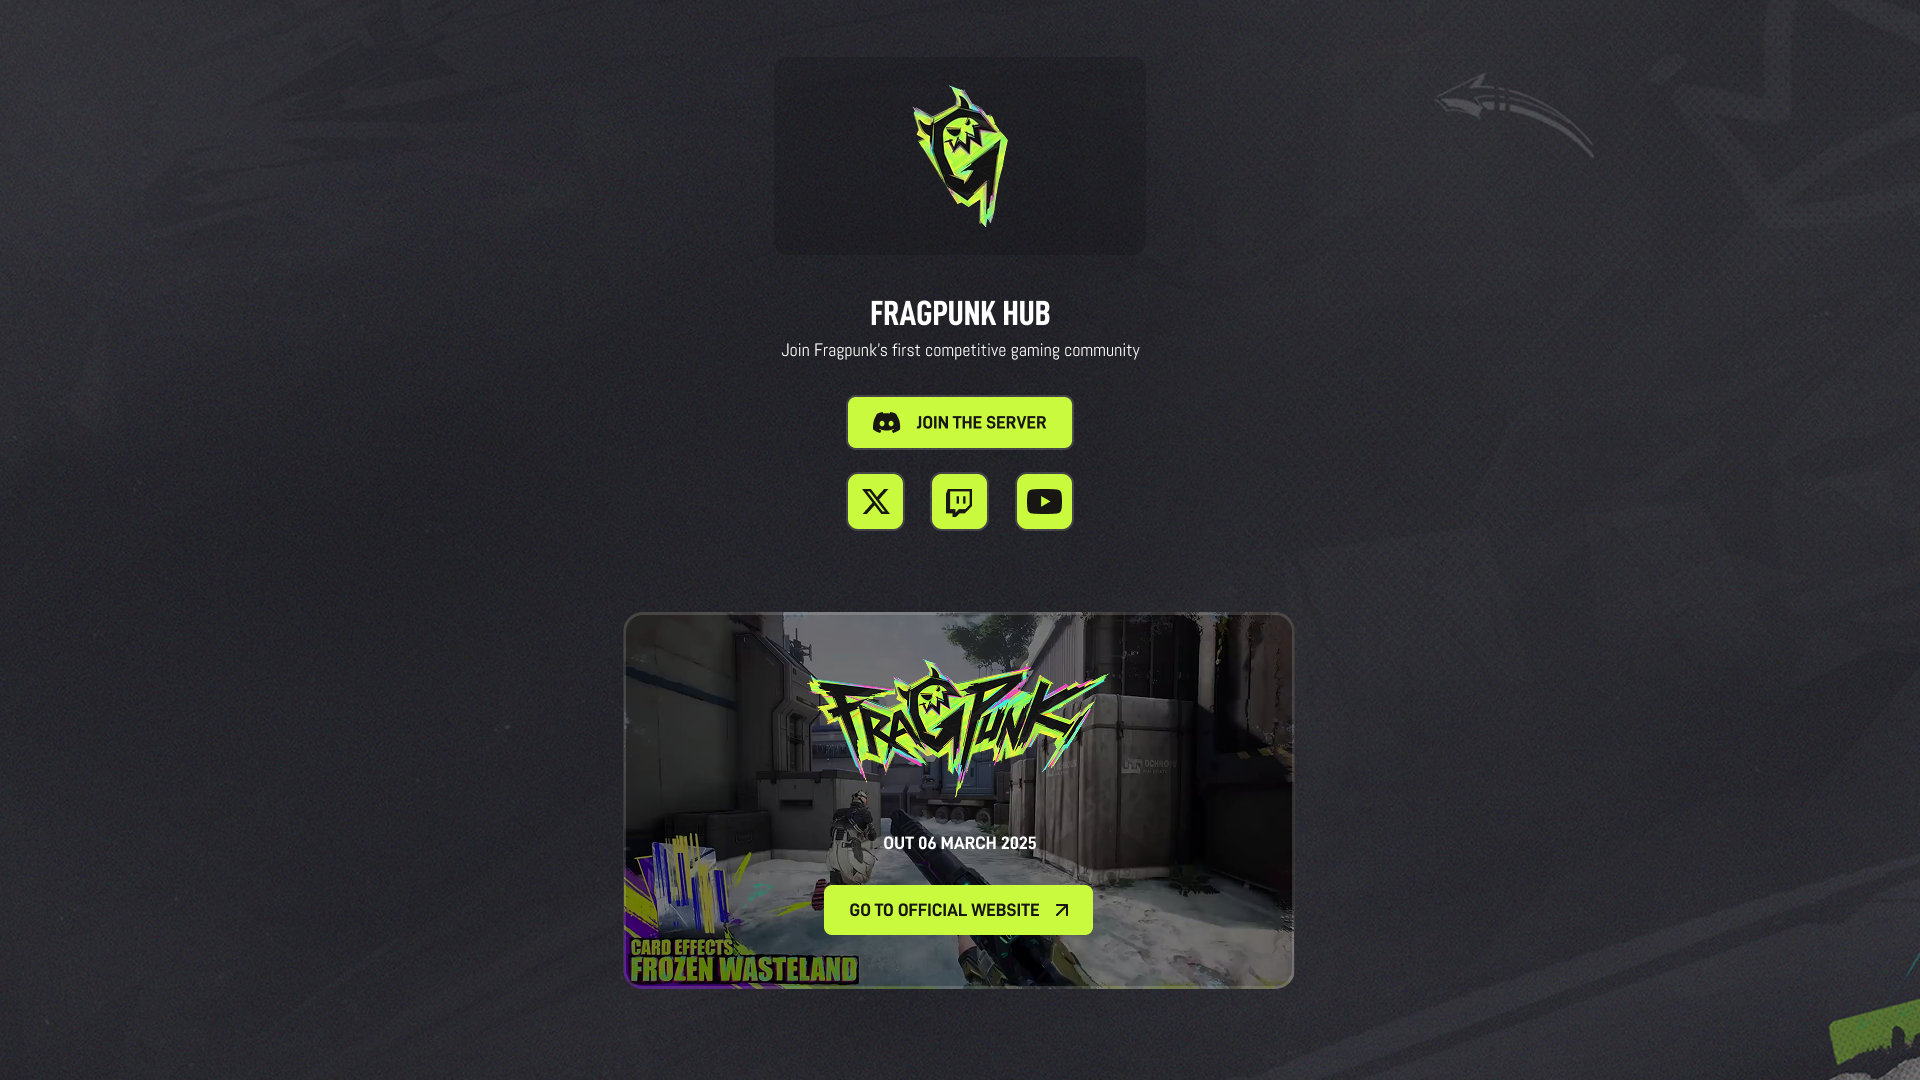 FRAGPUNK HUB
Join Fragpunk's first competitive gaming community
JOIN THE SERVER
FRAGPUNK
OUT 06 MARCH 2025
GO TO OFFICIAL WEBSITE
CARD EFFECTS
FROZEN WASTELAND